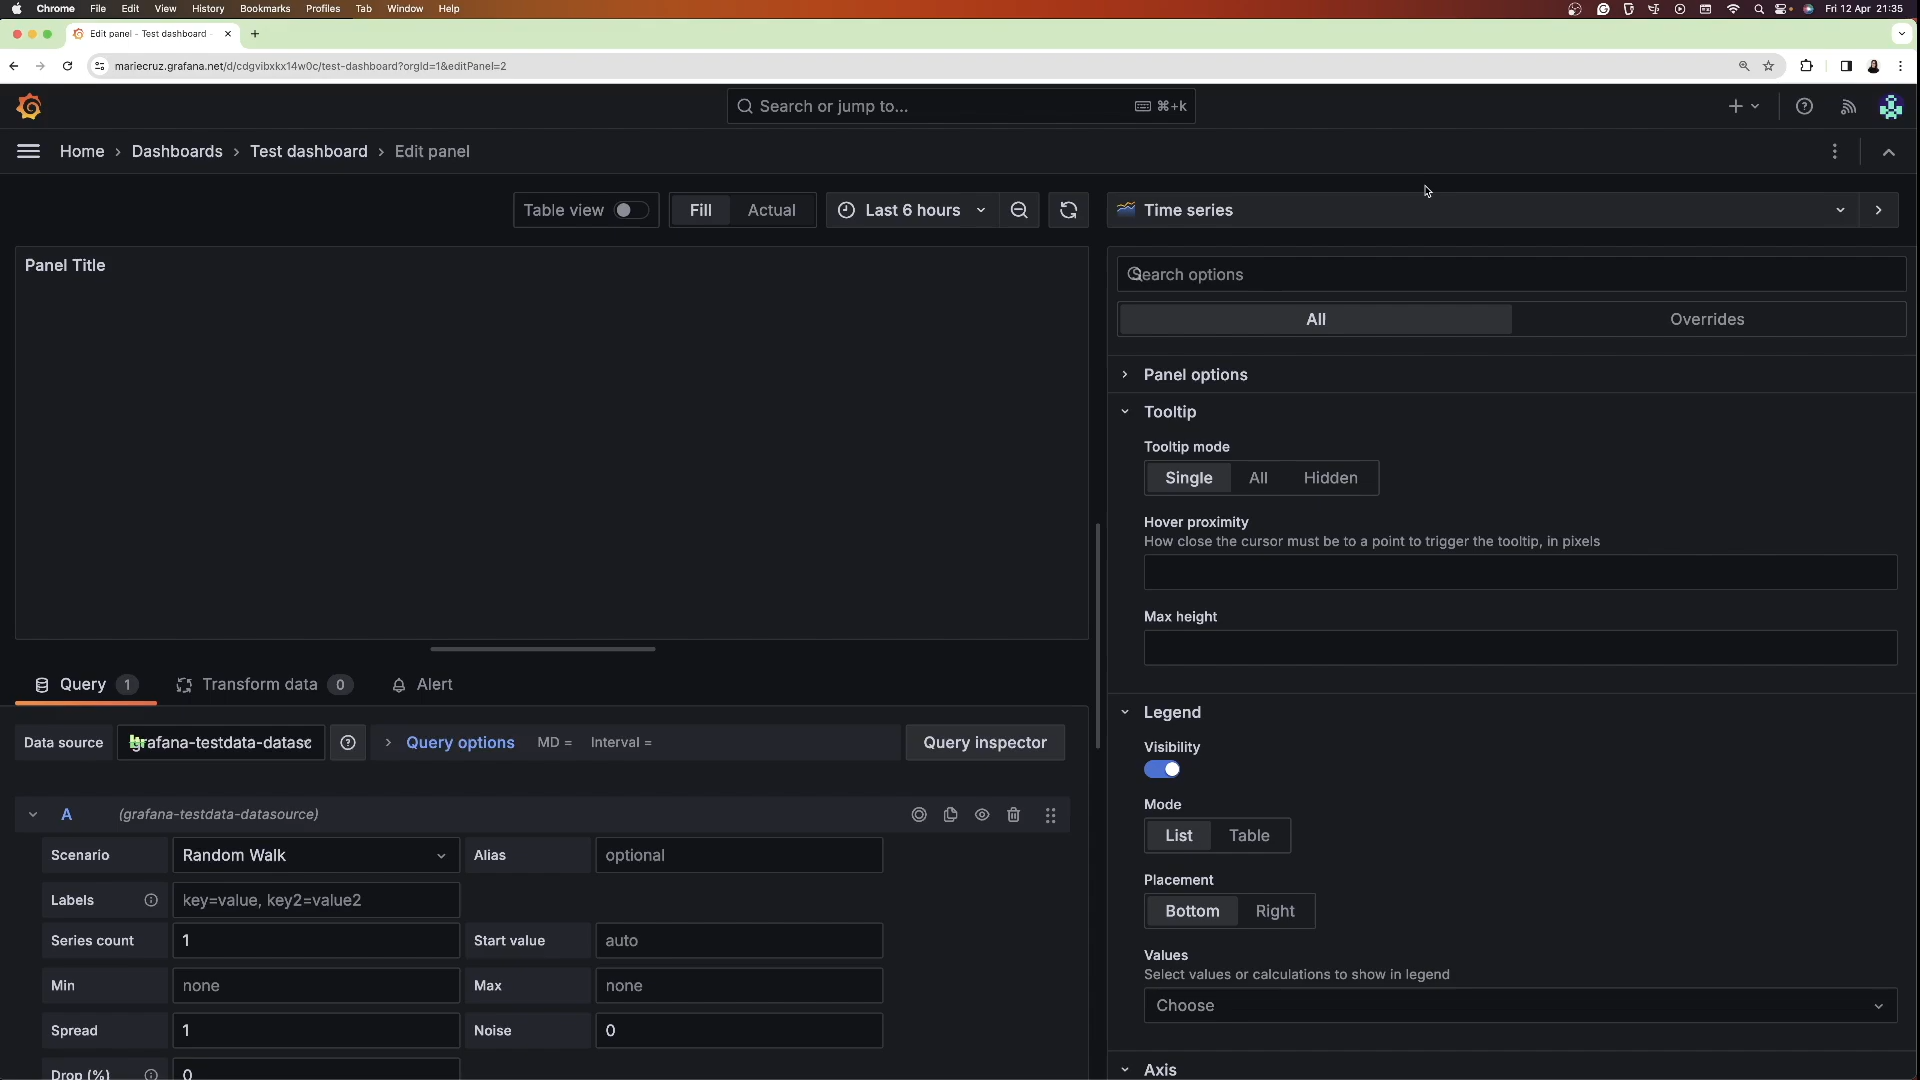 Chrome File Edit View History Bookmarks Profiles Tab Window Help Fri 12 Apr 21:35
Edit panel - Test dashboard -
mariecruz.grafana.net/d/cdgvibxkx14w0c/test-dashboard?orgId=1&editPanel=2
Search or jump to... ⌘+k
Home › Dashboards › Test dashboard › Edit panel
Table view Fill Actual Last 6 hours Time series
Panel Title
Search options
All Overrides
Panel options
Tooltip
Tooltip mode
Single All Hidden
Hover proximity
How close the cursor must be to a point to trigger the tooltip, in pixels
Max height
Query 1 Transform data 0 Alert
Legend
Data source grafana-testdata-datasc Query options MD = Interval = Query inspector
Visibility
A (grafana-testdata-datasource)
Mode
List Table
Scenario Random Walk Alias optional
Placement
Labels key=value, key2=value2
Bottom Right
Series count 1 Start value auto
Values
Select values or calculations to show in legend
Min none Max none
Choose
Spread 1 Noise 0
Axis
Drop (%) 0